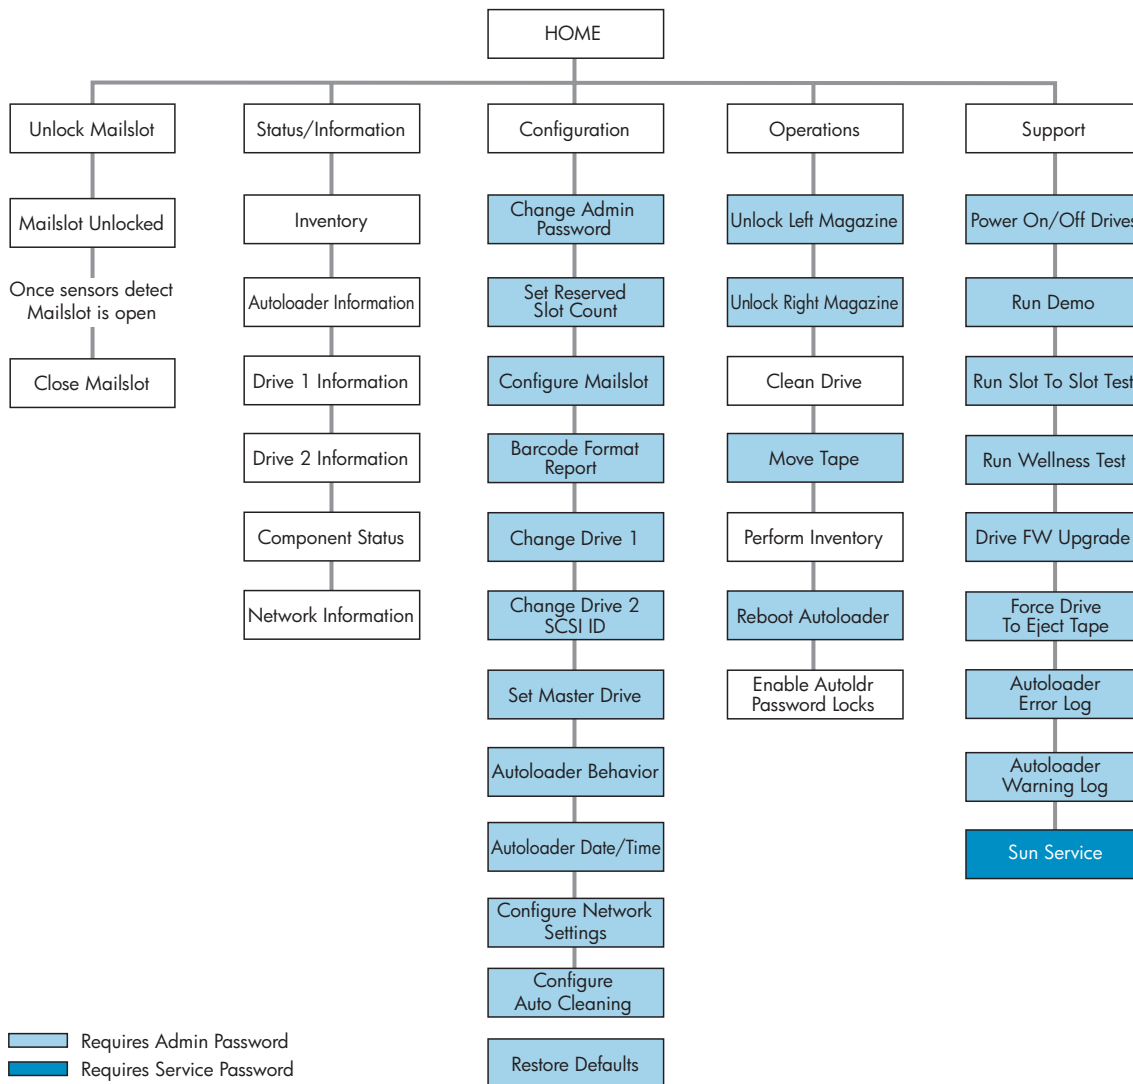 HOME
Unlock Mailslot
Mailslot Unlocked
Once sensors detect
Mailslot is open
Close Mailslot
Status/Information
Inventory
Autoloader Information
Drive 1 Information
Drive 2 Information
Component Status
Network Information
Configuration
Change Admin
Password
Set Reserved
Slot Count
Configure Mailslot
Barcode Format
Report
Change Drive 1
Change Drive 2
SCSI ID
Set Master Drive
Autoloader Behavior
Autoloader Date/Time
Configure Network
Settings
Configure
Auto Cleaning
Restore Defaults
Operations
Unlock Left Magazine
Unlock Right Magazine
Clean Drive
Move Tape
Perform Inventory
Reboot Autoloader
Enable Autoldr
Password Locks
Support
Power On/Off Drives
Run Demo
Run Slot To Slot Test
Run Wellness Test
Drive FW Upgrade
Force Drive
To Eject Tape
Autoloader
Error Log
Autoloader
Warning Log
Sun Service
Requires Admin Password
Requires Service Password